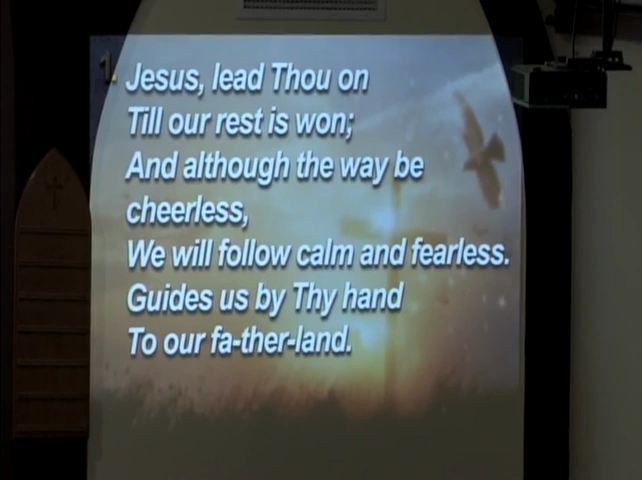 1. Jesus, lead Thou on
Till our rest is won;
And although the way be
cheerless,
We will follow calm and fearless.
Guides us by Thy hand
To our fa-ther-land.